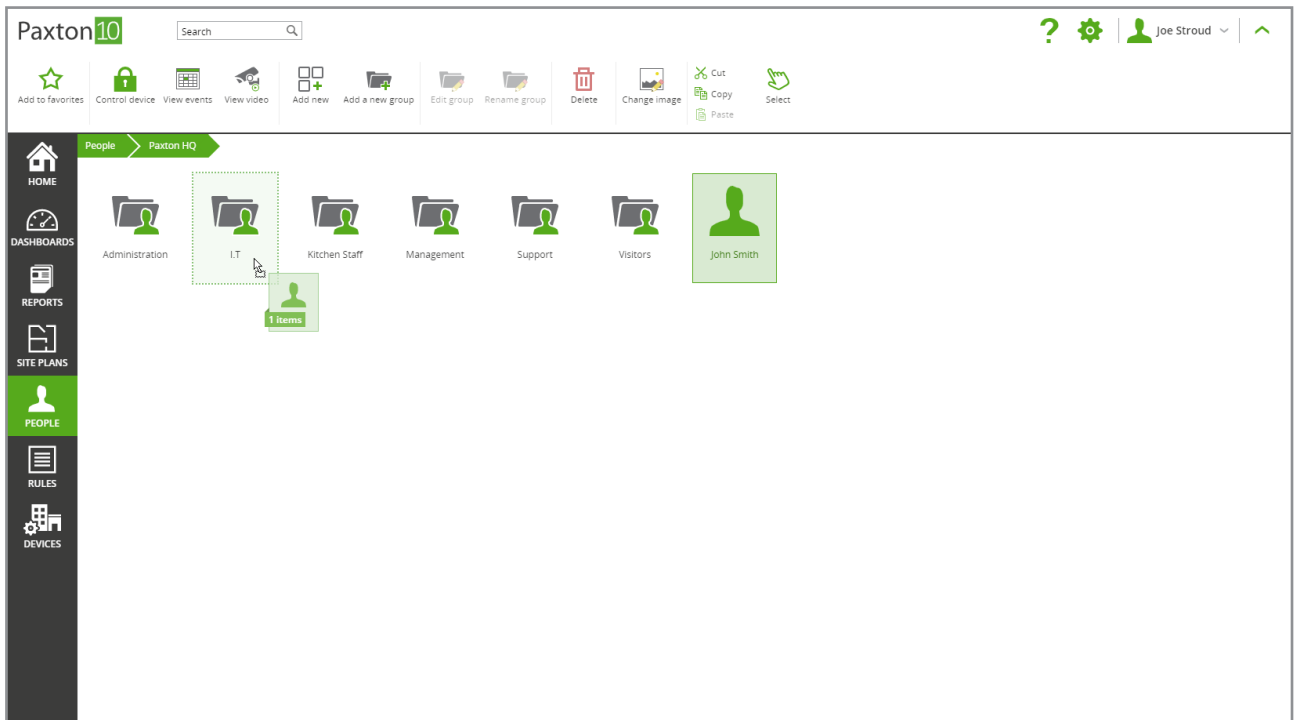 Paxton 10
Search
Joe Stroud
Add to favorites
Control device
View events
View video
Add new
Add a new group
Edit group
Rename group
Delete
Change image
Cut
Copy
Paste
Select
People
Paxton HQ
HOME
DASHBOARDS
REPORTS
SITE PLANS
PEOPLE
RULES
DEVICES
Administration
I.T
Kitchen Staff
Management
Support
Visitors
John Smith
1 items